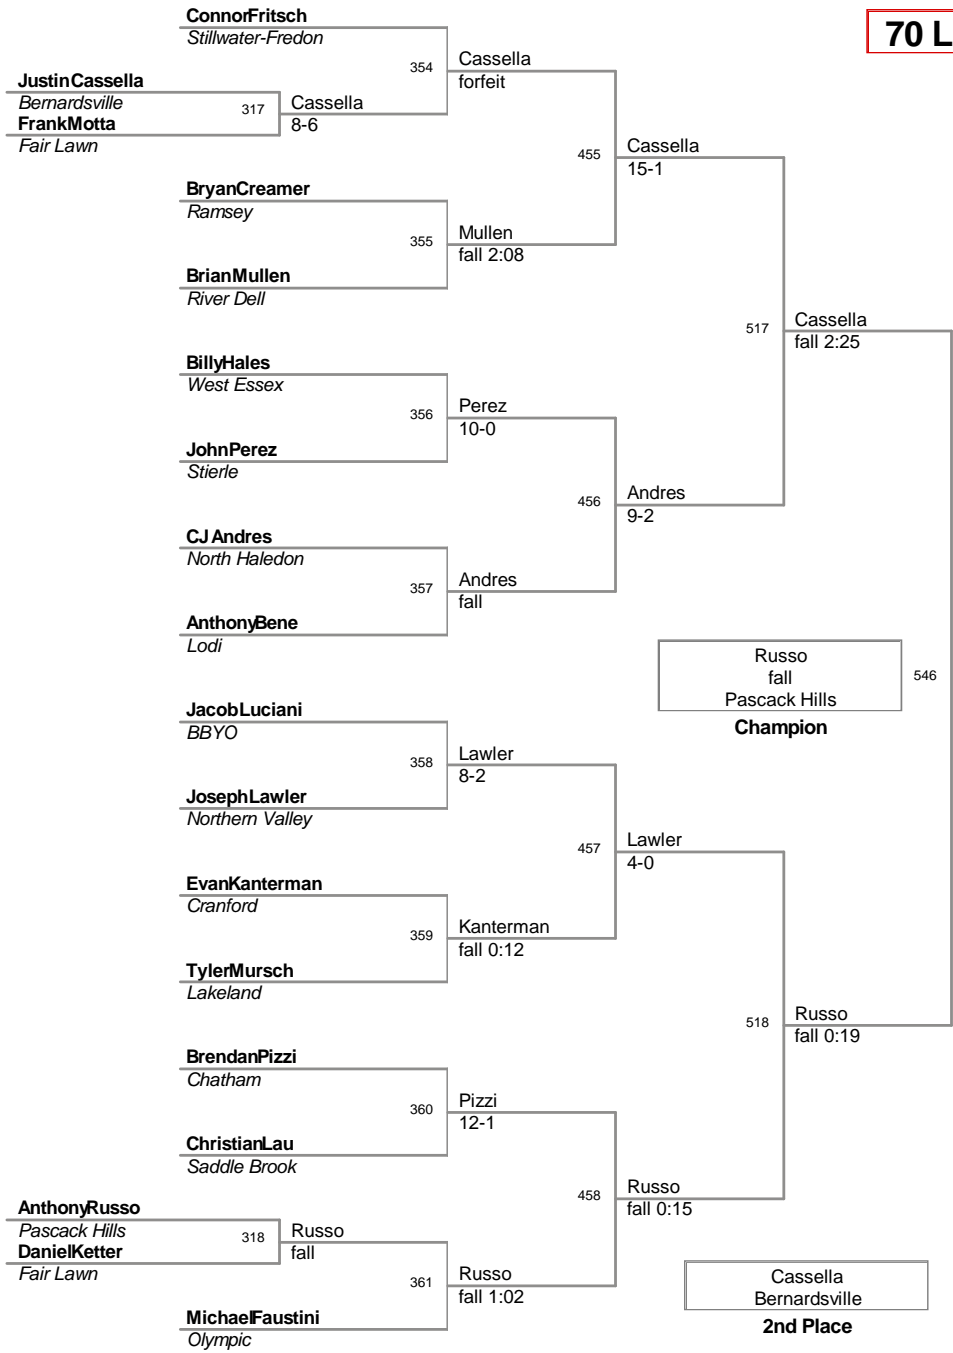 ConnorFritsch
Stillwater-Fredon
70 L
354
Cassella
forfeit
JustinCassella
Bernardsville
317
Cassella
8-6
FrankMotta
Fair Lawn
455
Cassella
15-1
BryanCreamer
Ramsey
355
Mullen
fall 2:08
BrianMullen
River Dell
517
Cassella
fall 2:25
BillyHales
West Essex
356
Perez
10-0
JohnPerez
Stierle
456
Andres
9-2
CJ Andres
North Haledon
357
Andres
fall
AnthonyBene
Lodi
Russo
fall
Pascack Hills
546
Champion
JacobLuciani
BBYO
358
Lawler
8-2
JosephLawler
Northern Valley
457
Lawler
4-0
EvanKanterman
Cranford
359
Kanterman
fall 0:12
TylerMursch
Lakeland
518
Russo
fall 0:19
BrendanPizzi
Chatham
360
Pizzi
12-1
ChristianLau
Saddle Brook
458
Russo
fall 0:15
AnthonyRusso
Pascack Hills
318
Russo
fall
DanielKetter
Fair Lawn
361
Russo
fall 1:02
MichaelFaustini
Olympic
Cassella
Bernardsville
2nd Place